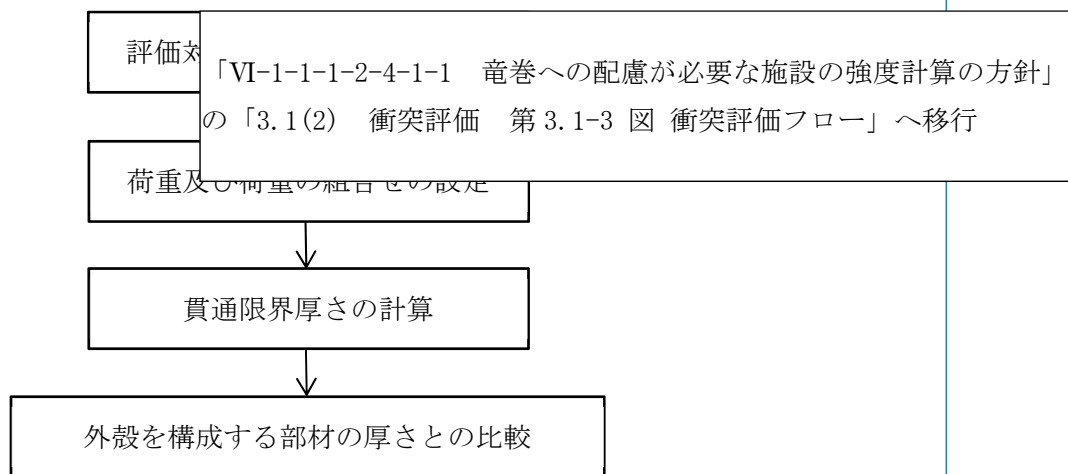 評価対
「Ⅵ-1-1-1-2-4-1-1 竜巻への配慮が必要な施設の強度計算の方針」
の「3.1(2) 衝突評価 第 3.1-3 図 衝突評価フロー」へ移行
荷重及び荷重の組合せの設定
貫通限界厚さの計算
外殻を構成する部材の厚さとの比較